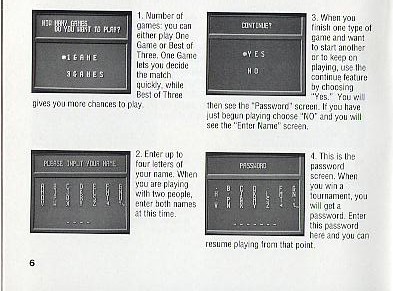 HOW MANY GAMES
DO YOU WANT TO PLAY?
1 GAME
3 GAMES
1. Number of
games: you can
either play One
Game or Best of
Three. One Game
lets you decide
the match
quickly, while
Best of Three
gives you more chances to play.
PLEASE INPUT YOUR NAME
2. Enter up to
four letters of
your name. When
you are playing
with two people,
enter both names
at this time.
CONTINUE?
YES
NO
3. When you
finish one type of
game and want
to start another
or to keep on
playing, use the
continue feature
by choosing
"Yes." You will
then see the "Password" screen. If you have
just begun playing choose "NO" and you will
see the "Enter Name" screen.
PASSWORD
4. This is the
password
screen. When
you win a
tournament, you
will get a
password. Enter
this password
here and you can
resume playing from that point.
6